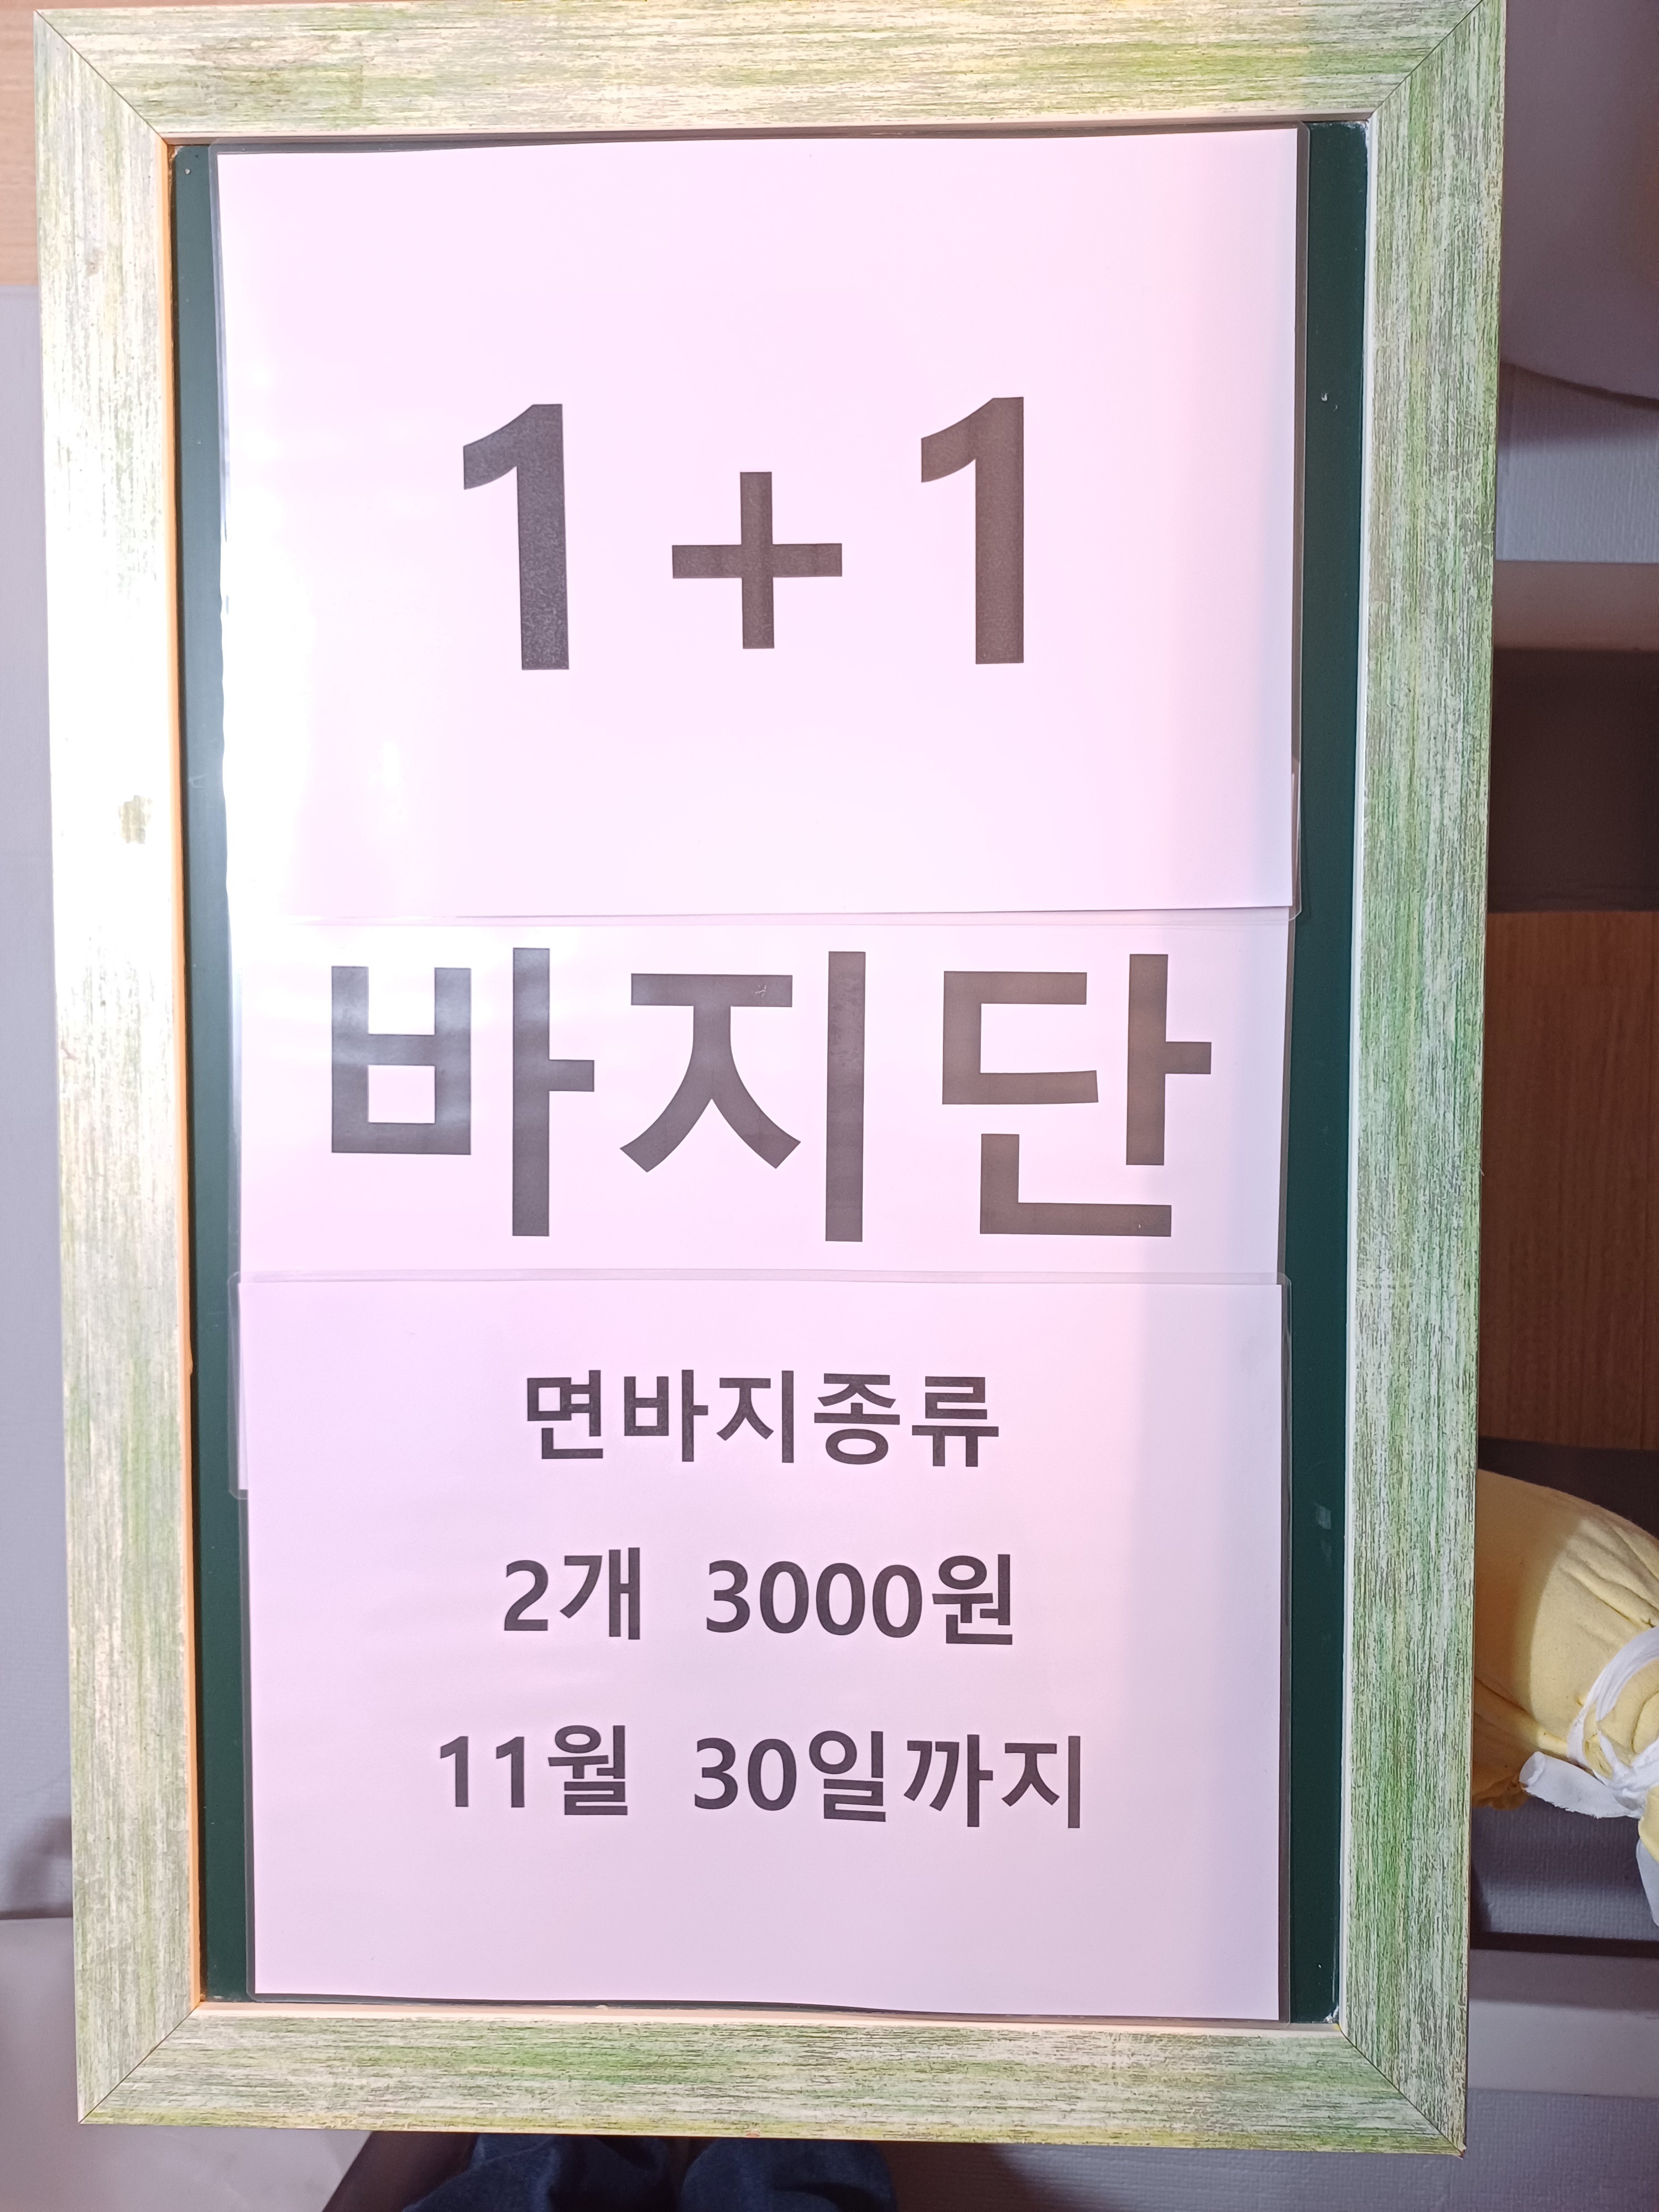 1 + 1
바지단
면바지종류
2개 3000원
11월 30일까지